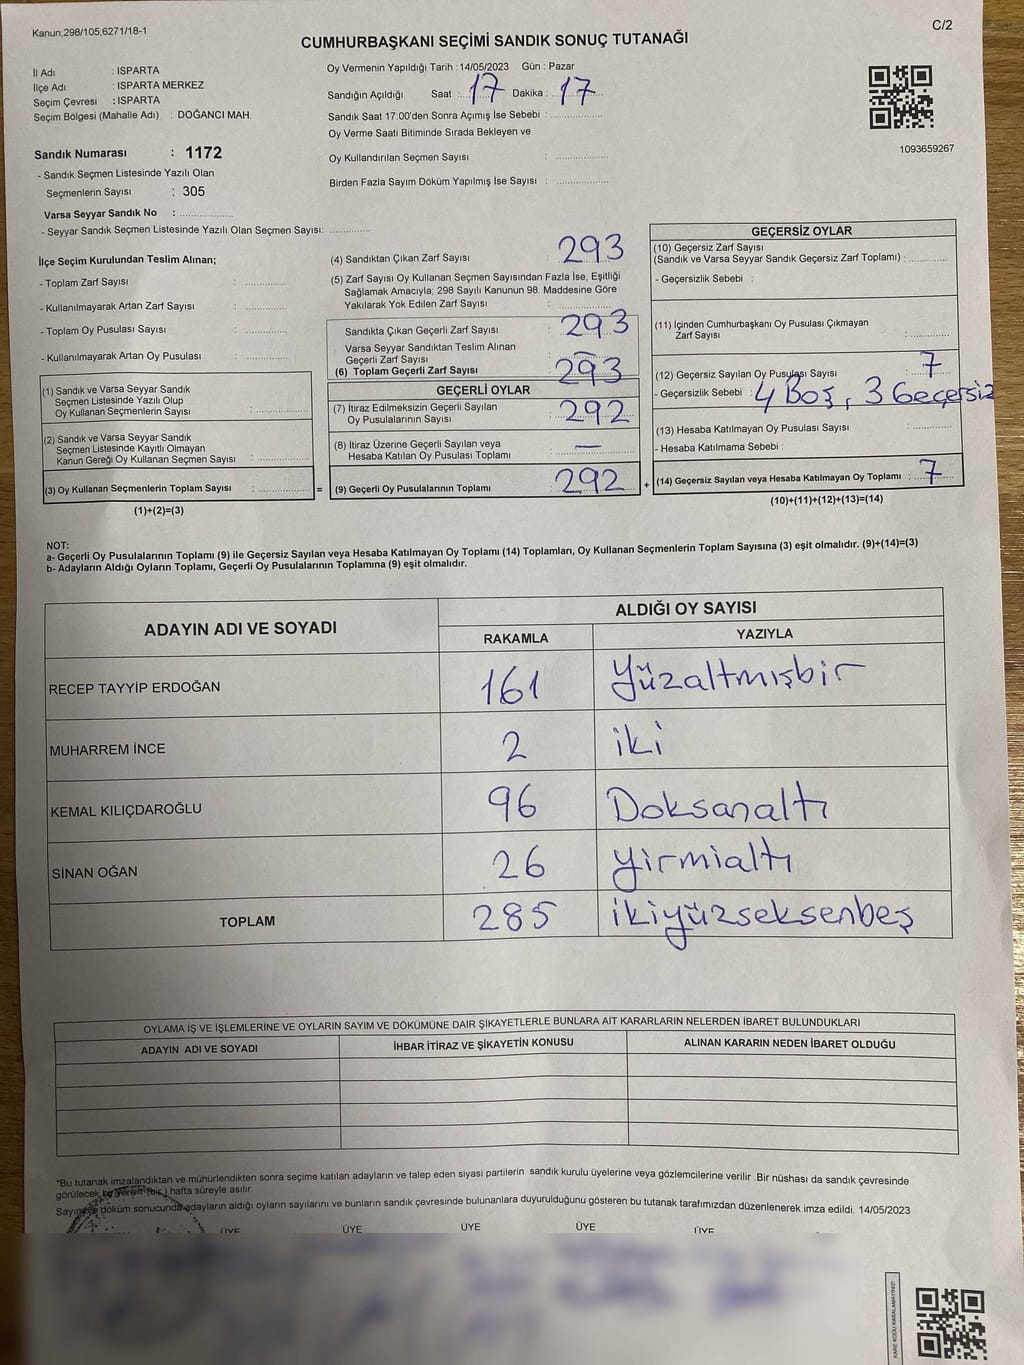 Kanun;298/105,6271/18-1
C/2
CUMHURBAŞKANI SEÇİMİ SANDIK SONUÇ TUTANAĞI
İl Adı : ISPARTA
İlçe Adı : ISPARTA MERKEZ
Seçim Çevresi : ISPARTA
Seçim Bölgesi (Mahalle Adı) : DOĞANCI MAH.
Sandık Numarası : 1172
- Sandık Seçmen Listesinde Yazılı Olan
Seçmenlerin Sayısı : 305
Varsa Seyyar Sandık No :
- Seyyar Sandık Seçmen Listesinde Yazılı Olan Seçmen Sayısı:
Oy Vermenin Yapıldığı Tarih : 14/05/2023 Gün : Pazar
Sandığın Açıldığı Saat : 17 Dakika : 17
Sandık Saat 17.00'den Sonra Açımış İse Sebebi :
Oy Verme Saati Bitiminde Sırada Bekleyen ve
Oy Kullandırılan Seçmen Sayısı :
Birden Fazla Sayım Döküm Yapılmış İse Sayısı :
1093659267
İlçe Seçim Kurulundan Teslim Alınan;
- Toplam Zarf Sayısı :
- Kullanılmayarak Artan Zarf Sayısı :
- Toplam Oy Pusulası Sayısı :
- Kullanılmayarak Artan Oy Pusulası :
(1) Sandık ve Varsa Seyyar Sandık
Seçmen Listesinde Yazılı Olup
Oy Kullanan Seçmenlerin Sayısı :
(2) Sandık ve Varsa Seyyar Sandık
Seçmen Listesinde Kayıtlı Olmayan
Kanun Gereği Oy Kullanan Seçmen Sayısı :
(3) Oy Kullanan Seçmenlerin Toplam Sayısı : =
(1)+(2)=(3)
(4) Sandıktan Çıkan Zarf Sayısı : 293
(5) Zarf Sayısı Oy Kullanan Seçmen Sayısından Fazla İse, Eşitliği
Sağlamak Amacıyla; 298 Sayılı Kanunun 98. Maddesine Göre
Yakılarak Yok Edilen Zarf Sayısı :
Sandıkta Çıkan Geçerli Zarf Sayısı : 293
Varsa Seyyar Sandıktan Teslim Alınan
Geçerli Zarf Sayısı : —
(6) Toplam Geçerli Zarf Sayısı : 293
GEÇERLİ OYLAR
(7) İtiraz Edilmeksizin Geçerli Sayılan
Oy Pusulalarının Sayısı : 292
(8) İtiraz Üzerine Geçerli Sayılan veya
Hesaba Katılan Oy Pusulası Toplamı : —
(9) Geçerli Oy Pusulalarının Toplamı : 292 +
GEÇERSİZ OYLAR
(10) Geçersiz Zarf Sayısı
(Sandık ve Varsa Seyyar Sandık Geçersiz Zarf Toplamı) :
- Geçersizlik Sebebi :
(11) İçinden Cumhurbaşkanı Oy Pusulası Çıkmayan
Zarf Sayısı :
(12) Geçersiz Sayılan Oy Pusulası Sayısı : 7
- Geçersizlik Sebebi : 4 Boş, 3 Geçersiz
(13) Hesaba Katılmayan Oy Pusulası Sayısı :
- Hesaba Katılmama Sebebi :
(14) Geçersiz Sayılan veya Hesaba Katılmayan Oy Toplamı : 7
(10)+(11)+(12)+(13)=(14)
NOT:
a- Geçerli Oy Pusulalarının Toplamı (9) ile Geçersiz Sayılan veya Hesaba Katılmayan Oy Toplamı (14) Toplamları, Oy Kullanan Seçmenlerin Toplam Sayısına (3) eşit olmalıdır. (9)+(14)=(3)
b- Adayların Aldığı Oyların Toplamı, Geçerli Oy Pusulalarının Toplamına (9) eşit olmalıdır.
ADAYIN ADI VE SOYADI
ALDIĞI OY SAYISI
RAKAMLA YAZIYLA
RECEP TAYYİP ERDOĞAN 161 yüzaltmışbir
MUHARREM İNCE 2 iki
KEMAL KILIÇDAROĞLU 96 Doksanaltı
SİNAN OĞAN 26 yirmialtı
TOPLAM 285 ikiyüzseksenbeş
OYLAMA İŞ VE İŞLEMLERİNE VE OYLARIN SAYIM VE DÖKÜMÜNE DAİR ŞİKAYETLERLE BUNLARA AİT KARARLARIN NELERDEN İBARET BULUNDUKLARI
ADAYIN ADI VE SOYADI İHBAR İTİRAZ VE ŞİKAYETİN KONUSU ALINAN KARARIN NEDEN İBARET OLDUĞU
*Bu tutanak imzalandıktan ve mühürlendikten sonra seçime katılan adayların ve talep eden siyasi partilerin sandık kurulu üyelerine veya gözlemcilerine verilir .Bir nüshası da sandık çevresinde
görülecek bir yere (bir) hafta süreyle asılır.
Sayım ve döküm sonucunda adayların aldığı oyların sayılarını ve bunların sandık çevresinde bulunanlara duyurulduğunu gösteren bu tutanak tarafımızdan düzenlenerek imza edildi. 14/05/2023
ÜYE ÜYE ÜYE ÜYE ÜYE